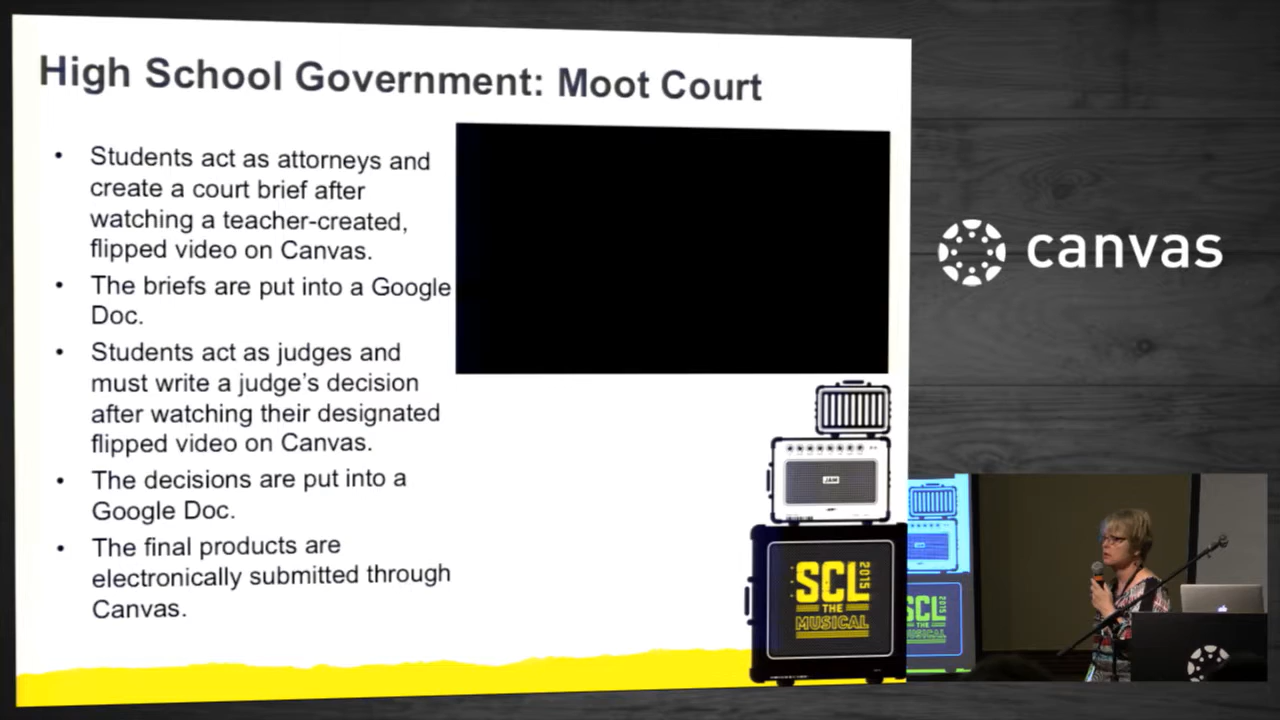 High School Government: Moot Court
• Students act as attorneys and
create a court brief after
watching a teacher-created,
flipped video on Canvas.
• The briefs are put into a Google
Doc.
• Students act as judges and
must write a judge's decision
after watching their designated
flipped video on Canvas.
• The decisions are put into a
Google Doc.
• The final products are
electronically submitted through
Canvas.
JAM
SCL 2015
THE
MUSICAL
canvas
SCL 2015
THE
MUSICAL